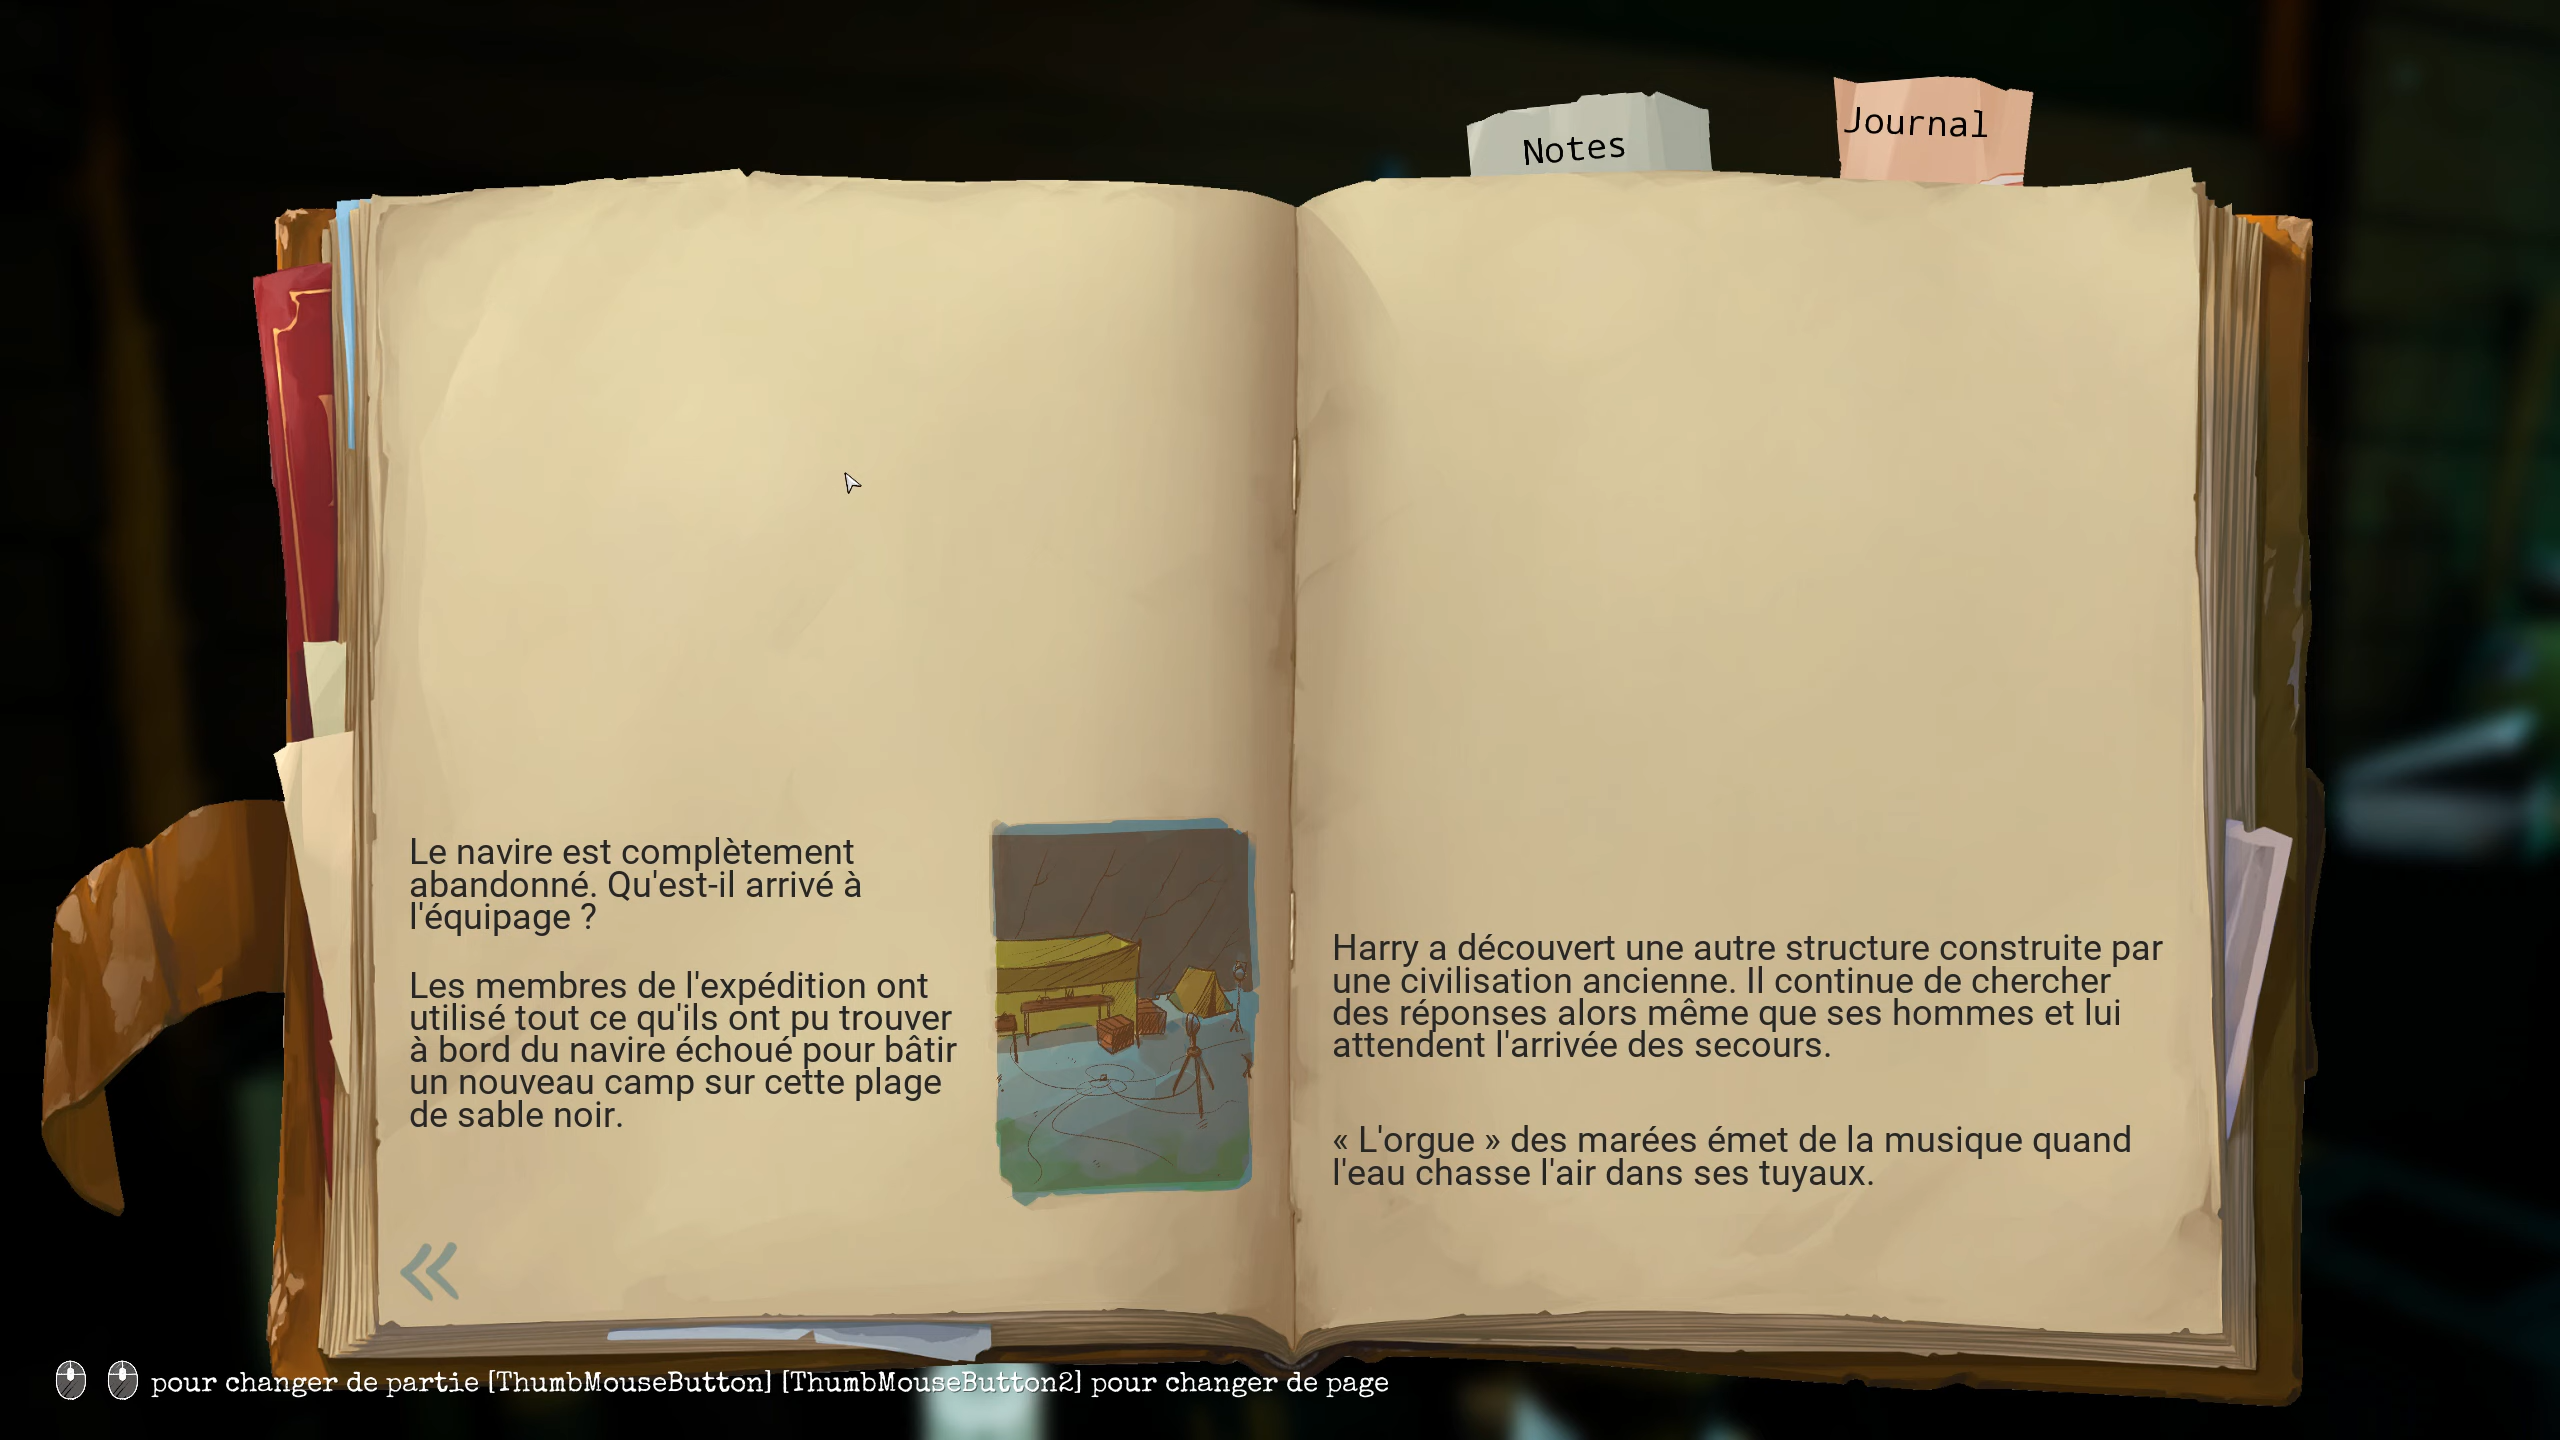 Notes
Journal
Le navire est complètement
abandonné. Qu'est-il arrivé à
l'équipage ?
Les membres de l'expédition ont
utilisé tout ce qu'ils ont pu trouver
à bord du navire échoué pour bâtir
un nouveau camp sur cette plage
de sable noir.
Harry a découvert une autre structure construite par
une civilisation ancienne. Il continue de chercher
des réponses alors même que ses hommes et lui
attendent l'arrivée des secours.
« L'orgue » des marées émet de la musique quand
l'eau chasse l'air dans ses tuyaux.
pour changer de partie [ThumbMouseButton] [ThumbMouseButton2] pour changer de page